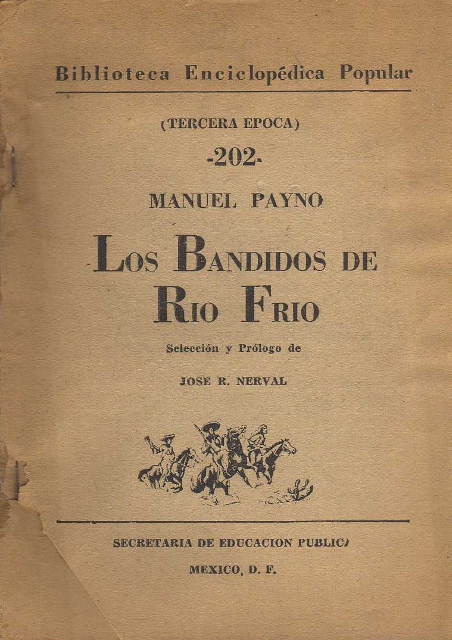 Biblioteca Enciclopédica Popular
(TERCERA EPOCA)
-202-
MANUEL PAYNO
LOS BANDIDOS DE
RIO FRIO
Selección y Prólogo de
JOSE R. NERVAL
SECRETARIA DE EDUCACION PUBLICA
MEXICO, D. F.